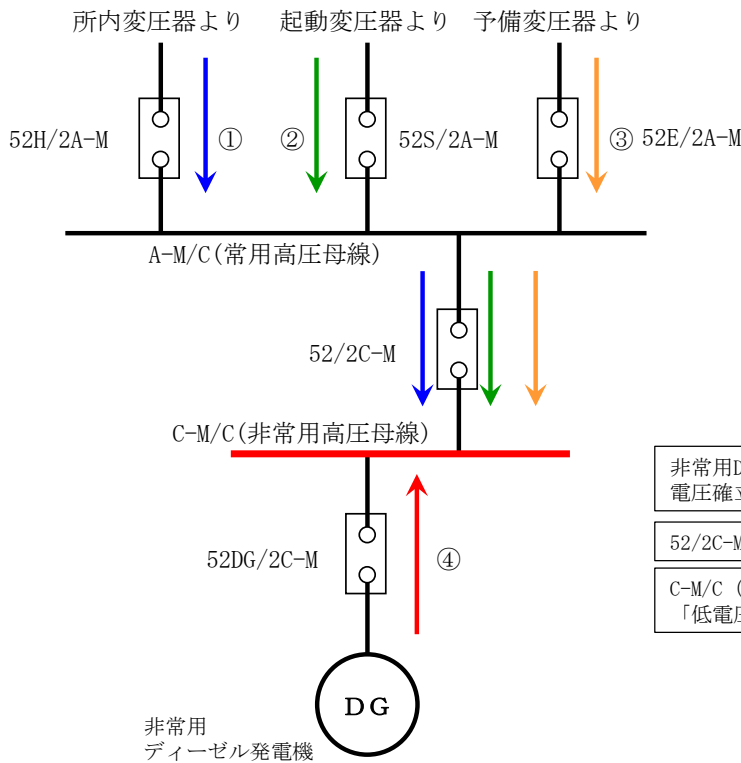 所内変圧器より
起動変圧器より
予備変圧器より
52H/2A-M
①
②
52S/2A-M
③
52E/2A-M
A-M/C(常用高圧母線)
52/2C-M
C-M/C(非常用高圧母線)
非常用
電圧確
52/2C-M
C-M/C (
「低電
52DG/2C-M
④
DG
非常用
ディーゼル発電機